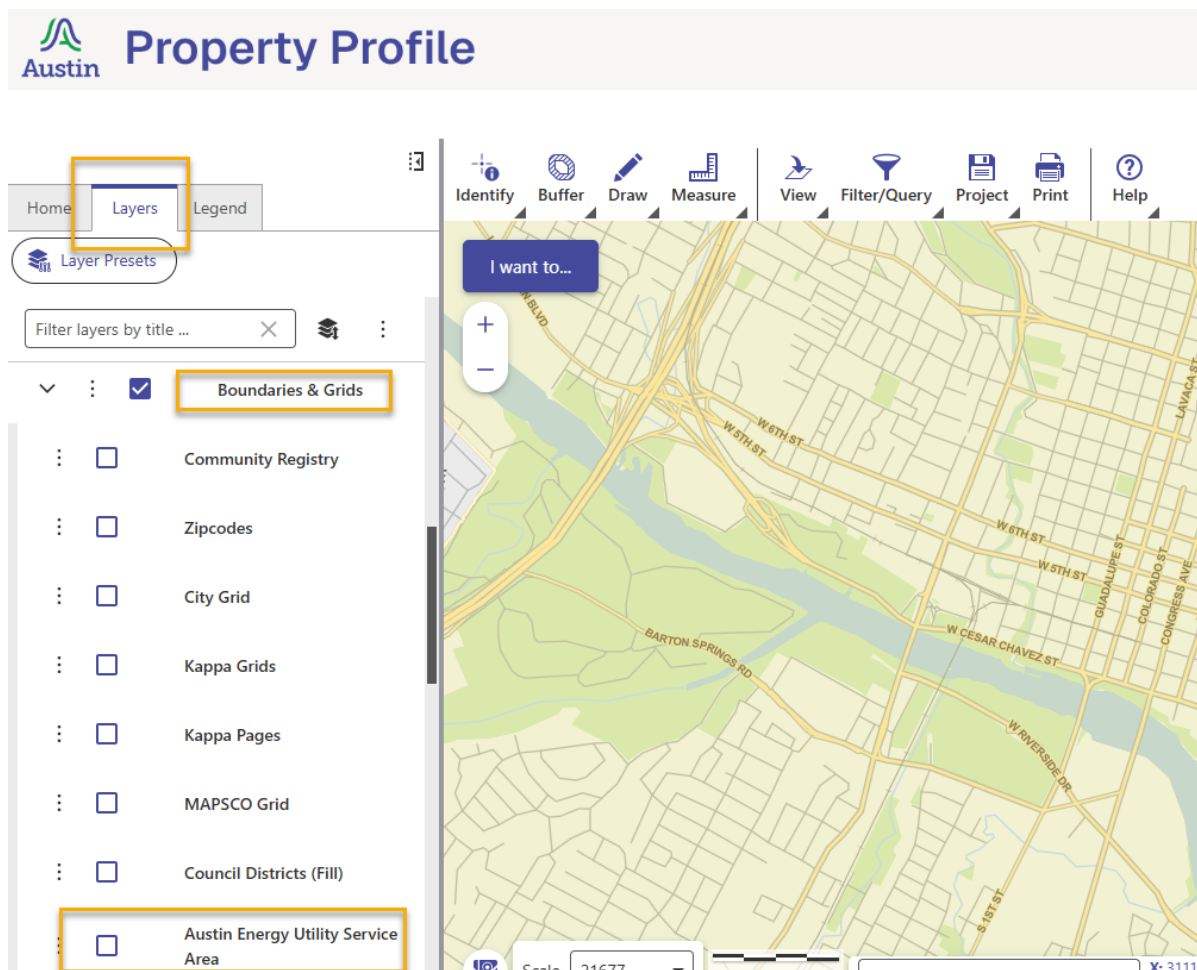 Austin
Property Profile
Home
Layers
Legend
Layer Presets
Filter layers by title ...
Boundaries & Grids
Community Registry
Zipcodes
City Grid
Kappa Grids
Kappa Pages
MAPSCO Grid
Council Districts (Fill)
Austin Energy Utility Service
Area
Identify
Buffer
Draw
Measure
View
Filter/Query
Project
Print
Help
I want to...
+
−
N BLVD
W 5TH ST
W 6TH ST
LAVACA ST
W 6TH ST
W 5TH ST
GUADALUPE ST
COLORADO ST
CONGRESS AVE
BARTON SPRINGS RD
W CESAR CHAVEZ ST
W RIVERSIDE DR
S 1ST ST
Scale
21677
X: 3111